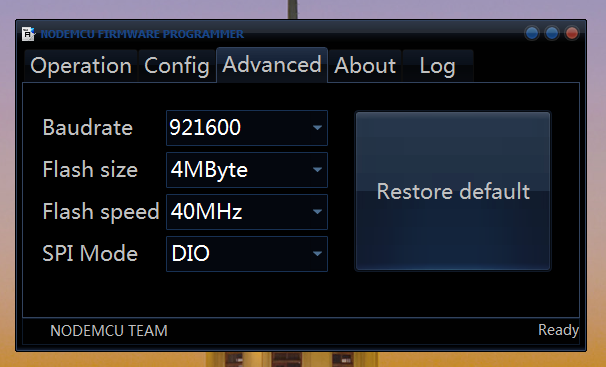 NODEMCU FIRMWARE PROGRAMMER
Operation Config Advanced About Log
Baudrate 921600
Flash size 4MByte
Flash speed 40MHz
SPI Mode DIO
Restore default
NODEMCU TEAM Ready